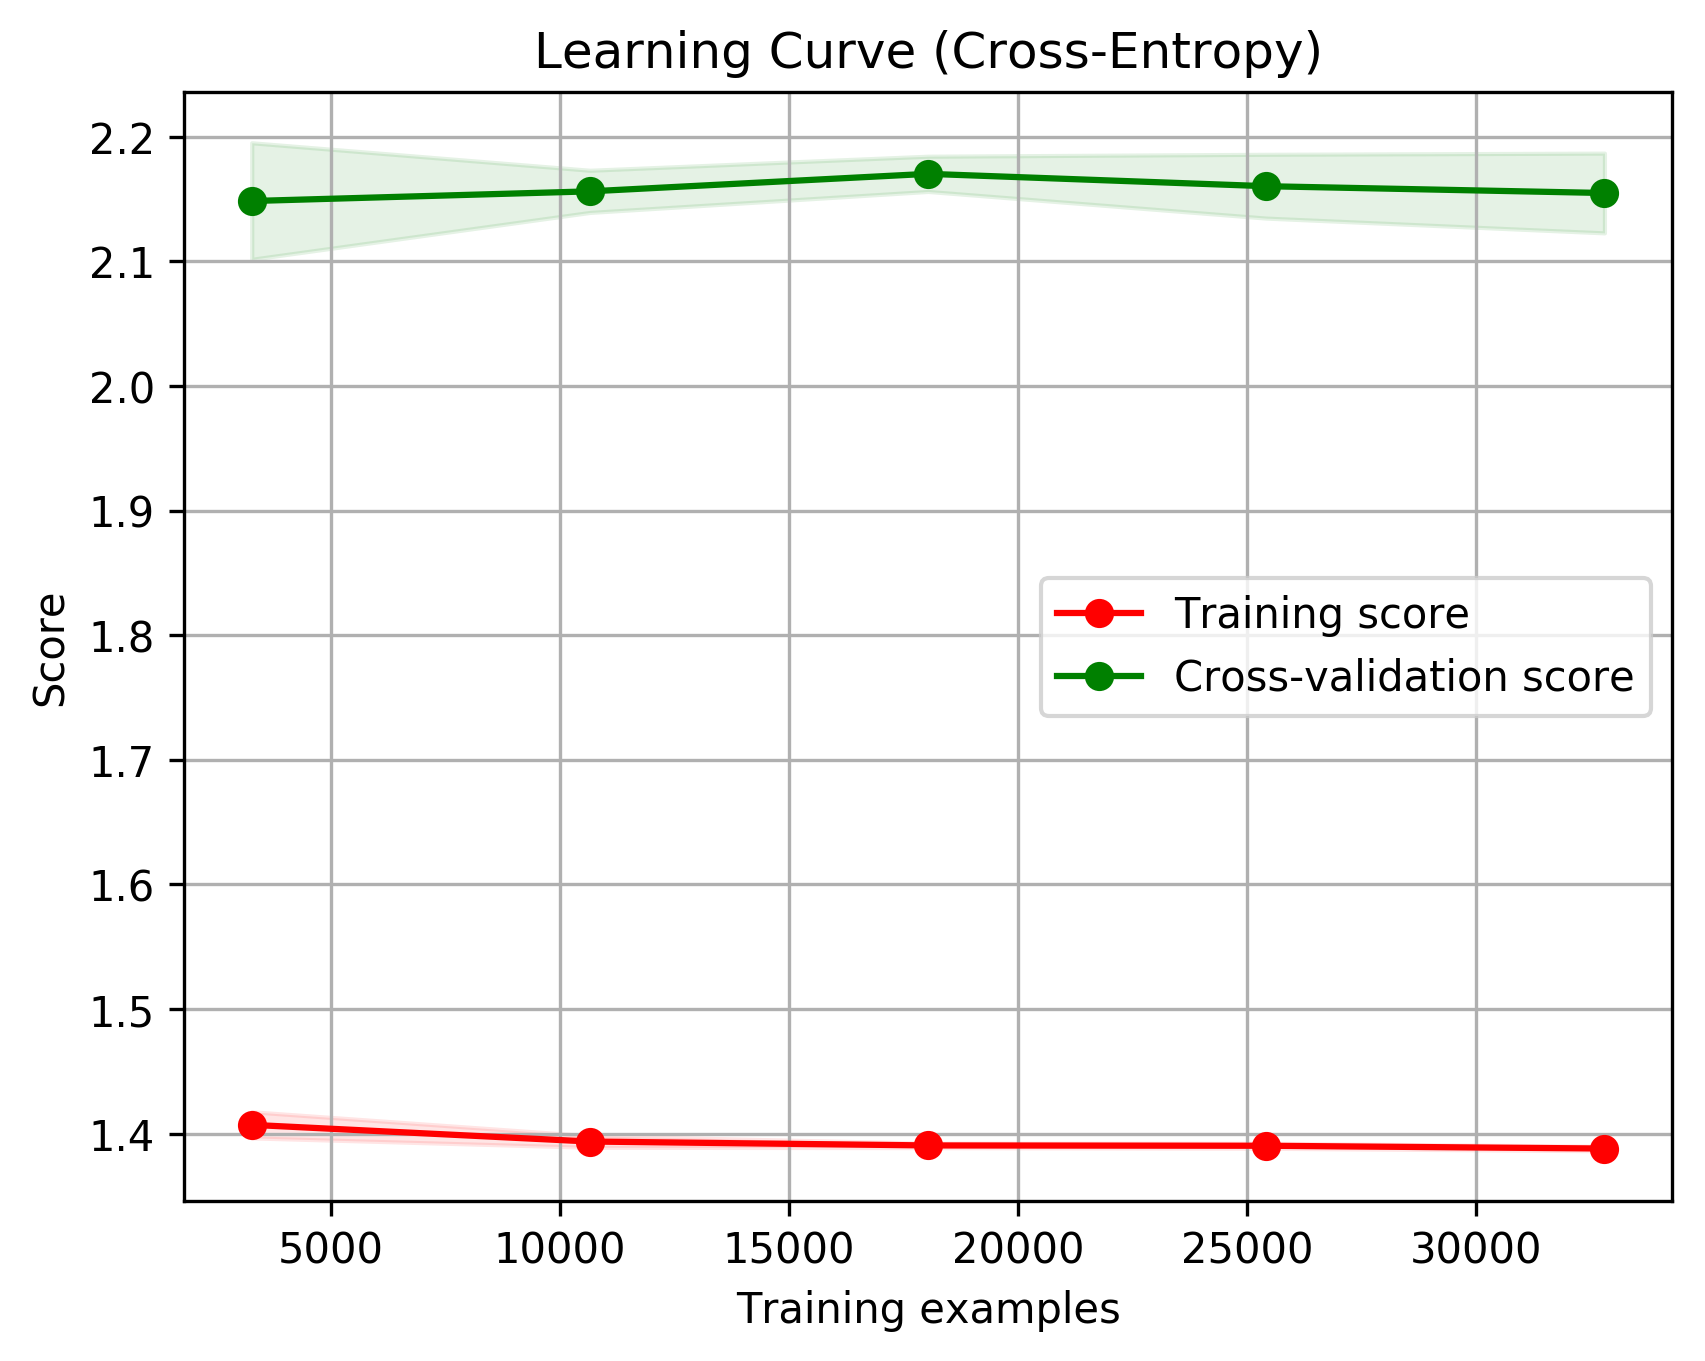 Learning Curve (Cross-Entropy)
2.2
2.1
2.0
1.9
1.8
1.7
1.6
1.5
1.4
Score
Training score
Cross-validation score
5000 10000 15000 20000 25000 30000
Training examples